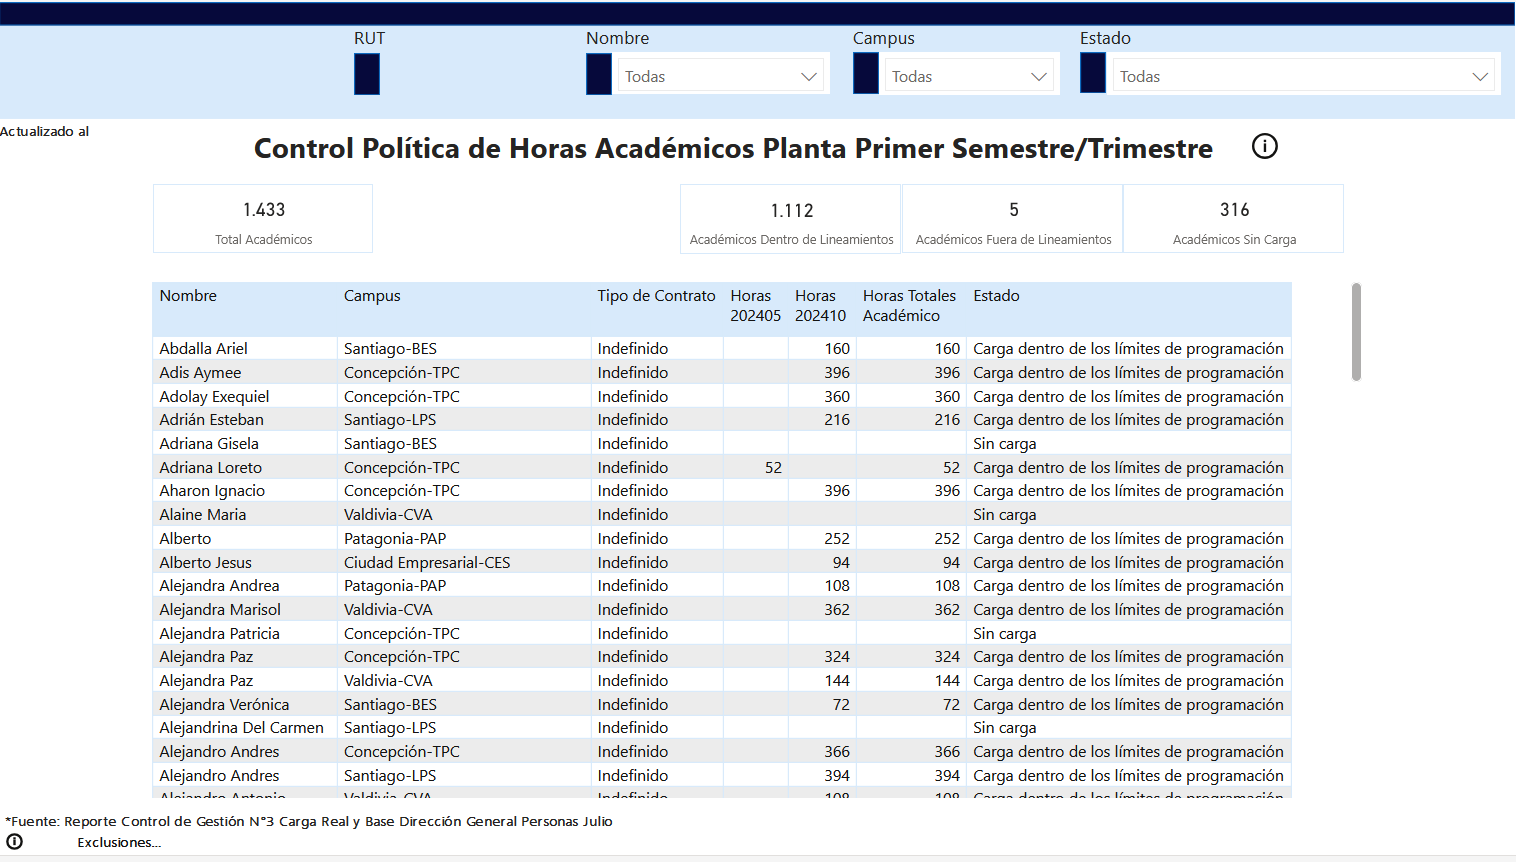 RUT Nombre Campus Estado
Todas Todas Todas
Actualizado al
Control Política de Horas Académicos Planta Primer Semestre/Trimestre
1.433 1.112 5 316
Total Académicos Académicos Dentro de Lineamientos Académicos Fuera de Lineamientos Académicos Sin Carga
Nombre Campus Tipo de Contrato Horas 202405 Horas 202410 Horas Totales Académico Estado
Abdalla Ariel Santiago-BES Indefinido 160 160 Carga dentro de los límites de programación
Adis Aymee Concepción-TPC Indefinido 396 396 Carga dentro de los límites de programación
Adolay Exequiel Concepción-TPC Indefinido 360 360 Carga dentro de los límites de programación
Adrián Esteban Santiago-LPS Indefinido 216 216 Carga dentro de los límites de programación
Adriana Gisela Santiago-BES Indefinido Sin carga
Adriana Loreto Concepción-TPC Indefinido 52 52 Carga dentro de los límites de programación
Aharon Ignacio Concepción-TPC Indefinido 396 396 Carga dentro de los límites de programación
Alaine Maria Valdivia-CVA Indefinido Sin carga
Alberto Patagonia-PAP Indefinido 252 252 Carga dentro de los límites de programación
Alberto Jesus Ciudad Empresarial-CES Indefinido 94 94 Carga dentro de los límites de programación
Alejandra Andrea Patagonia-PAP Indefinido 108 108 Carga dentro de los límites de programación
Alejandra Marisol Valdivia-CVA Indefinido 362 362 Carga dentro de los límites de programación
Alejandra Patricia Concepción-TPC Indefinido Sin carga
Alejandra Paz Concepción-TPC Indefinido 324 324 Carga dentro de los límites de programación
Alejandra Paz Valdivia-CVA Indefinido 144 144 Carga dentro de los límites de programación
Alejandra Verónica Santiago-BES Indefinido 72 72 Carga dentro de los límites de programación
Alejandrina Del Carmen Santiago-LPS Indefinido Sin carga
Alejandro Andres Concepción-TPC Indefinido 366 366 Carga dentro de los límites de programación
Alejandro Andres Santiago-LPS Indefinido 394 394 Carga dentro de los límites de programación
Alejandro Antonio Valdivia-CVA Indefinido 108 108 Carga dentro de los límites de programación
*Fuente: Reporte Control de Gestión N°3 Carga Real y Base Dirección General Personas Julio
Exclusiones...